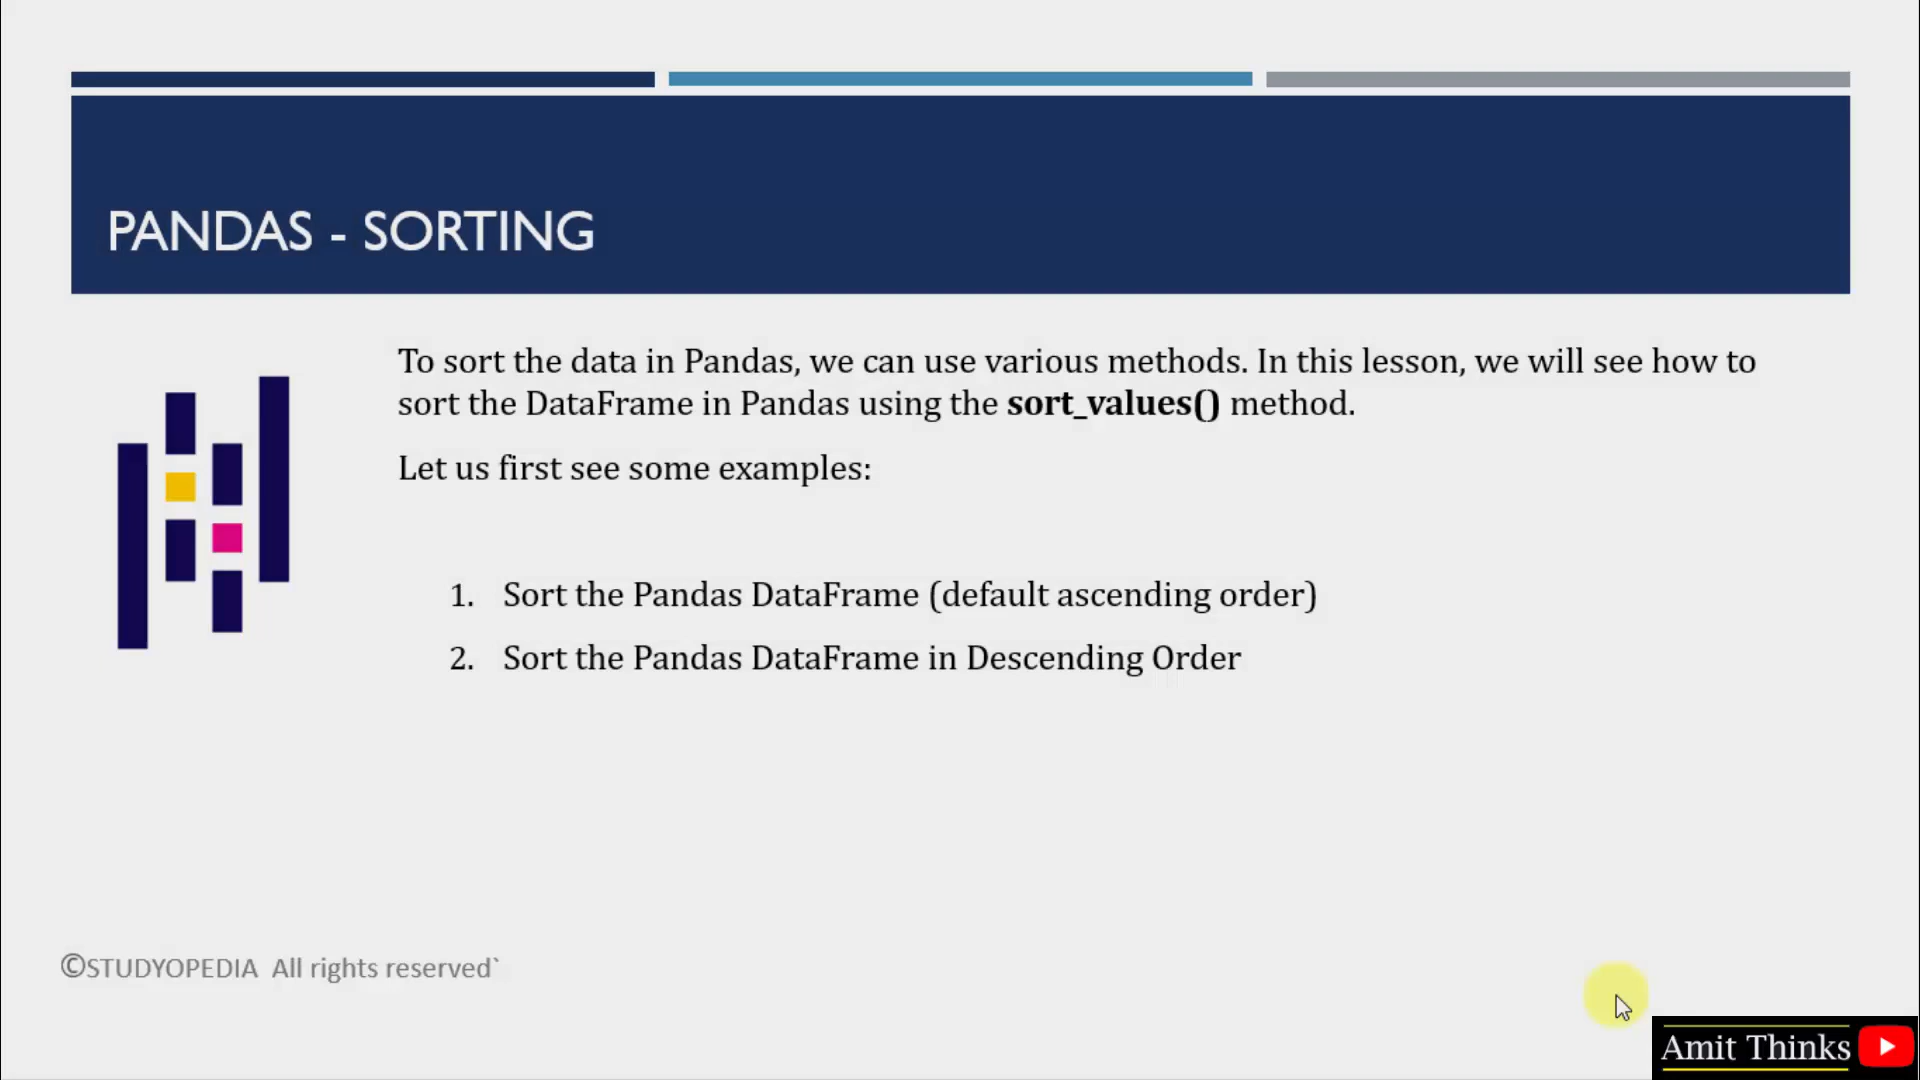 PANDAS - SORTING
To sort the data in Pandas, we can use various methods. In this lesson, we will see how to
sort the DataFrame in Pandas using the sort_values() method.
Let us first see some examples:
1. Sort the Pandas DataFrame (default ascending order)
2. Sort the Pandas DataFrame in Descending Order
©STUDYOPEDIA All rights reserved`
Amit Thinks